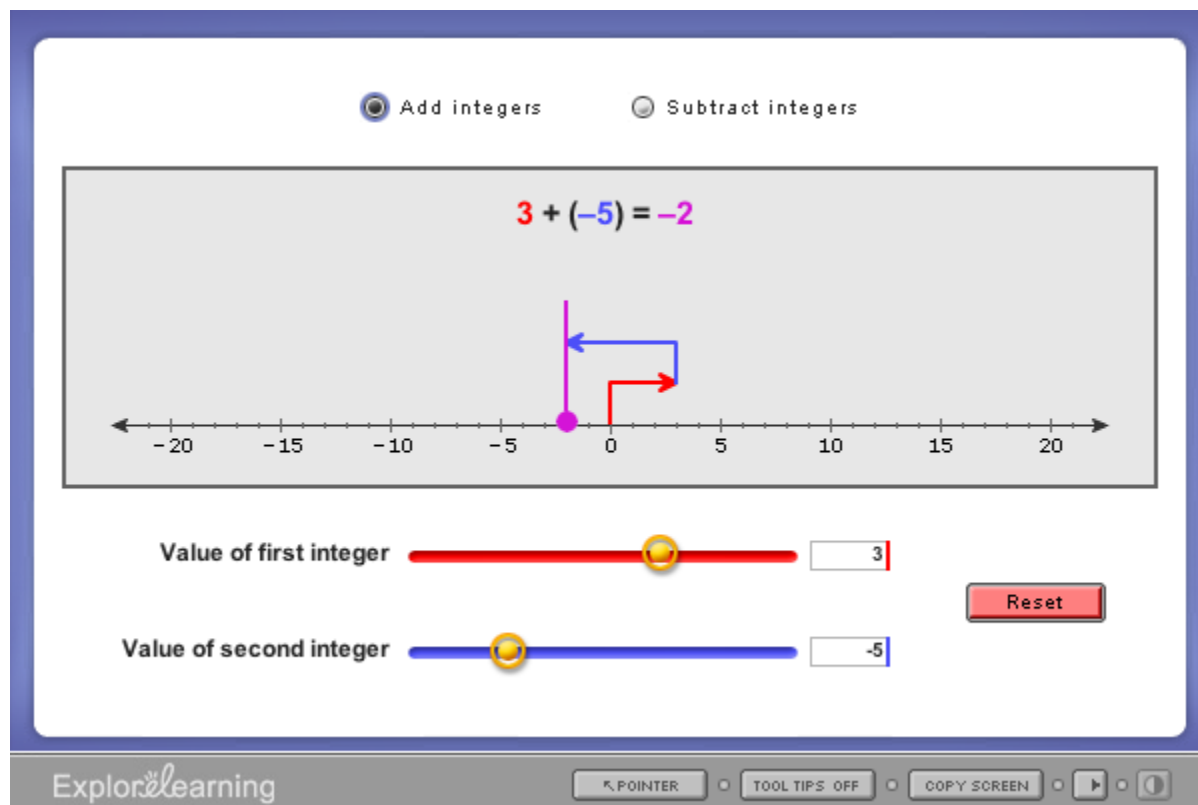 Add integers Subtract integers
3 + (–5) = –2
-20 -15 -10 -5 0 5 10 15 20
Value of first integer 3
Reset
Value of second integer -5
ExploreLearning POINTER TOOL TIPS OFF COPY SCREEN